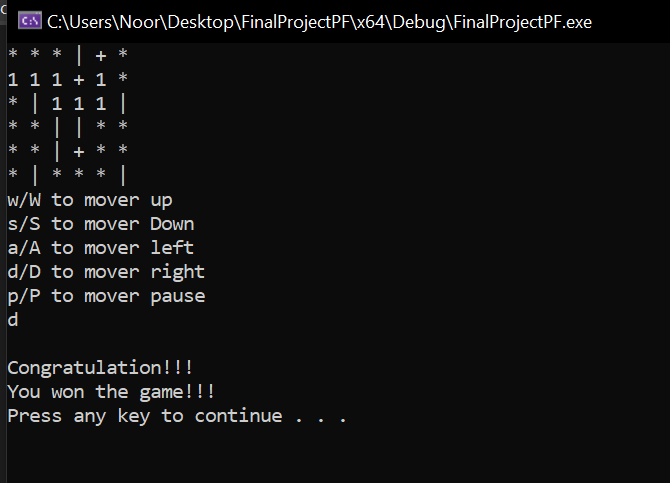 C:\Users\Noor\Desktop\FinalProjectPF\x64\Debug\FinalProjectPF.exe
* * * | + *
1 1 1 + 1 *
* | 1 1 1 |
* * | | * *
* * | + * *
* | * * * |
w/W to mover up
s/S to mover Down
a/A to mover left
d/D to mover right
p/P to mover pause
d
Congratulation!!!
You won the game!!!
Press any key to continue . . .